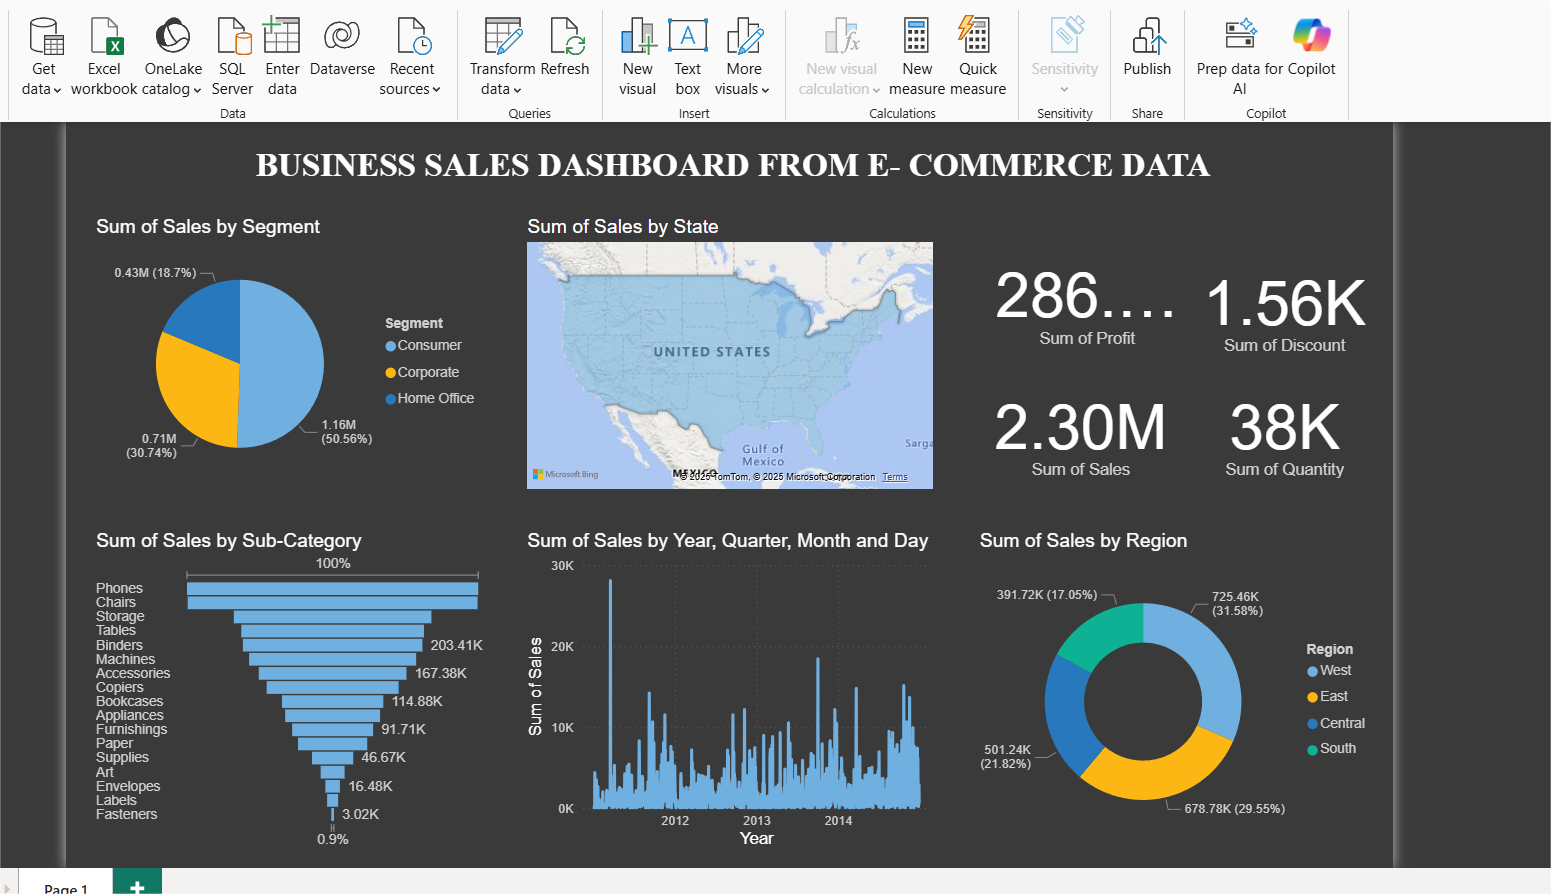 Get data
Excel workbook
OneLake catalog
SQL Server
Enter data
Dataverse
Recent sources
Data
Transform data
Refresh
Queries
New visual
Text box
More visuals
Insert
New visual calculation
New measure
Quick measure
Calculations
Sensitivity
Sensitivity
Publish
Share
Prep data for AI
Copilot
Copilot
BUSINESS SALES DASHBOARD FROM E- COMMERCE DATA
Sum of Sales by Segment
0.43M (18.7%)
0.71M
(30.74%)
1.16M
(50.56%)
Segment
Consumer
Corporate
Home Office
Sum of Sales by State
UNITED STATES
Gulf of
Mexico
Sarga
MEXICO
Microsoft Bing
© 2025 TomTom, © 2025 Microsoft Corporation Terms
286....
Sum of Profit
1.56K
Sum of Discount
2.30M
Sum of Sales
38K
Sum of Quantity
Sum of Sales by Sub-Category
100%
Phones
Chairs
Storage
Tables
Binders 203.41K
Machines
Accessories 167.38K
Copiers
Bookcases 114.88K
Appliances
Furnishings 91.71K
Paper
Supplies 46.67K
Art
Envelopes 16.48K
Labels
Fasteners 3.02K
0.9%
Sum of Sales by Year, Quarter, Month and Day
30K
20K
10K
0K
Sum of Sales
2012 2013 2014
Year
Sum of Sales by Region
391.72K (17.05%)
725.46K
(31.58%)
501.24K
(21.82%)
678.78K (29.55%)
Region
West
East
Central
South
Page 1